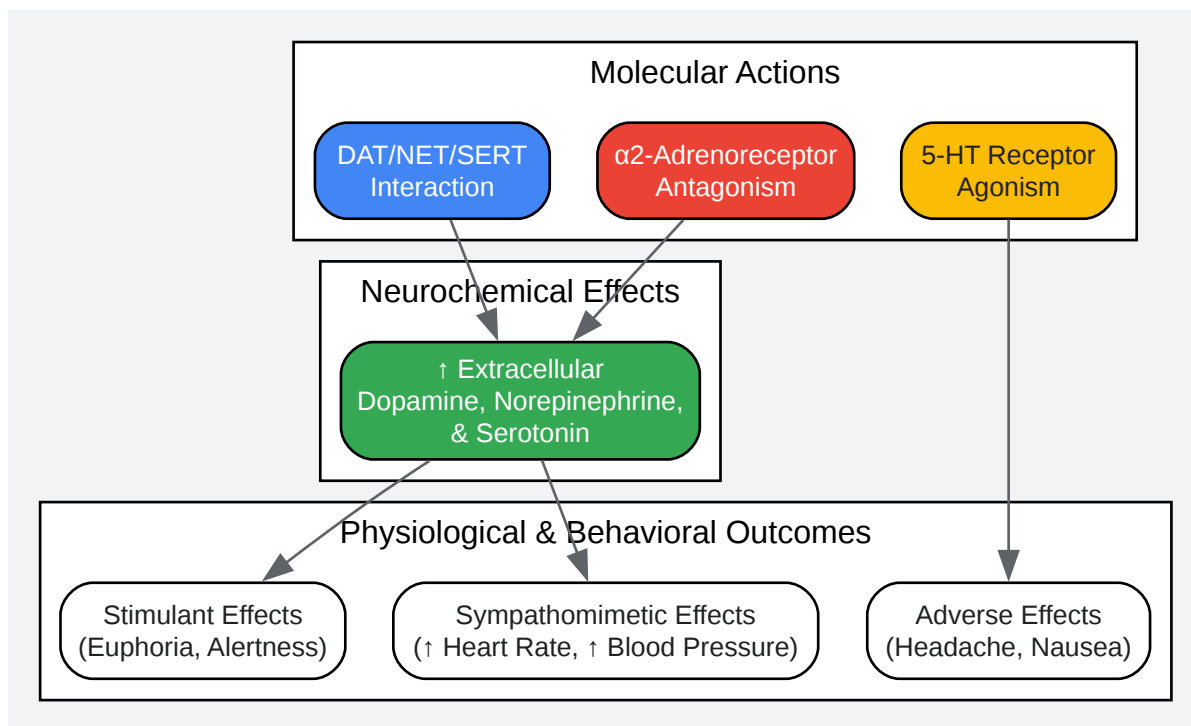 Molecular Actions
DAT/NET/SERT
Interaction
α2-Adrenoreceptor
Antagonism
5-HT Receptor
Agonism
Neurochemical Effects
↑ Extracellular
Dopamine, Norepinephrine,
& Serotonin
Physiological & Behavioral Outcomes
Stimulant Effects
(Euphoria, Alertness)
Sympathomimetic Effects
(↑ Heart Rate, ↑ Blood Pressure)
Adverse Effects
(Headache, Nausea)